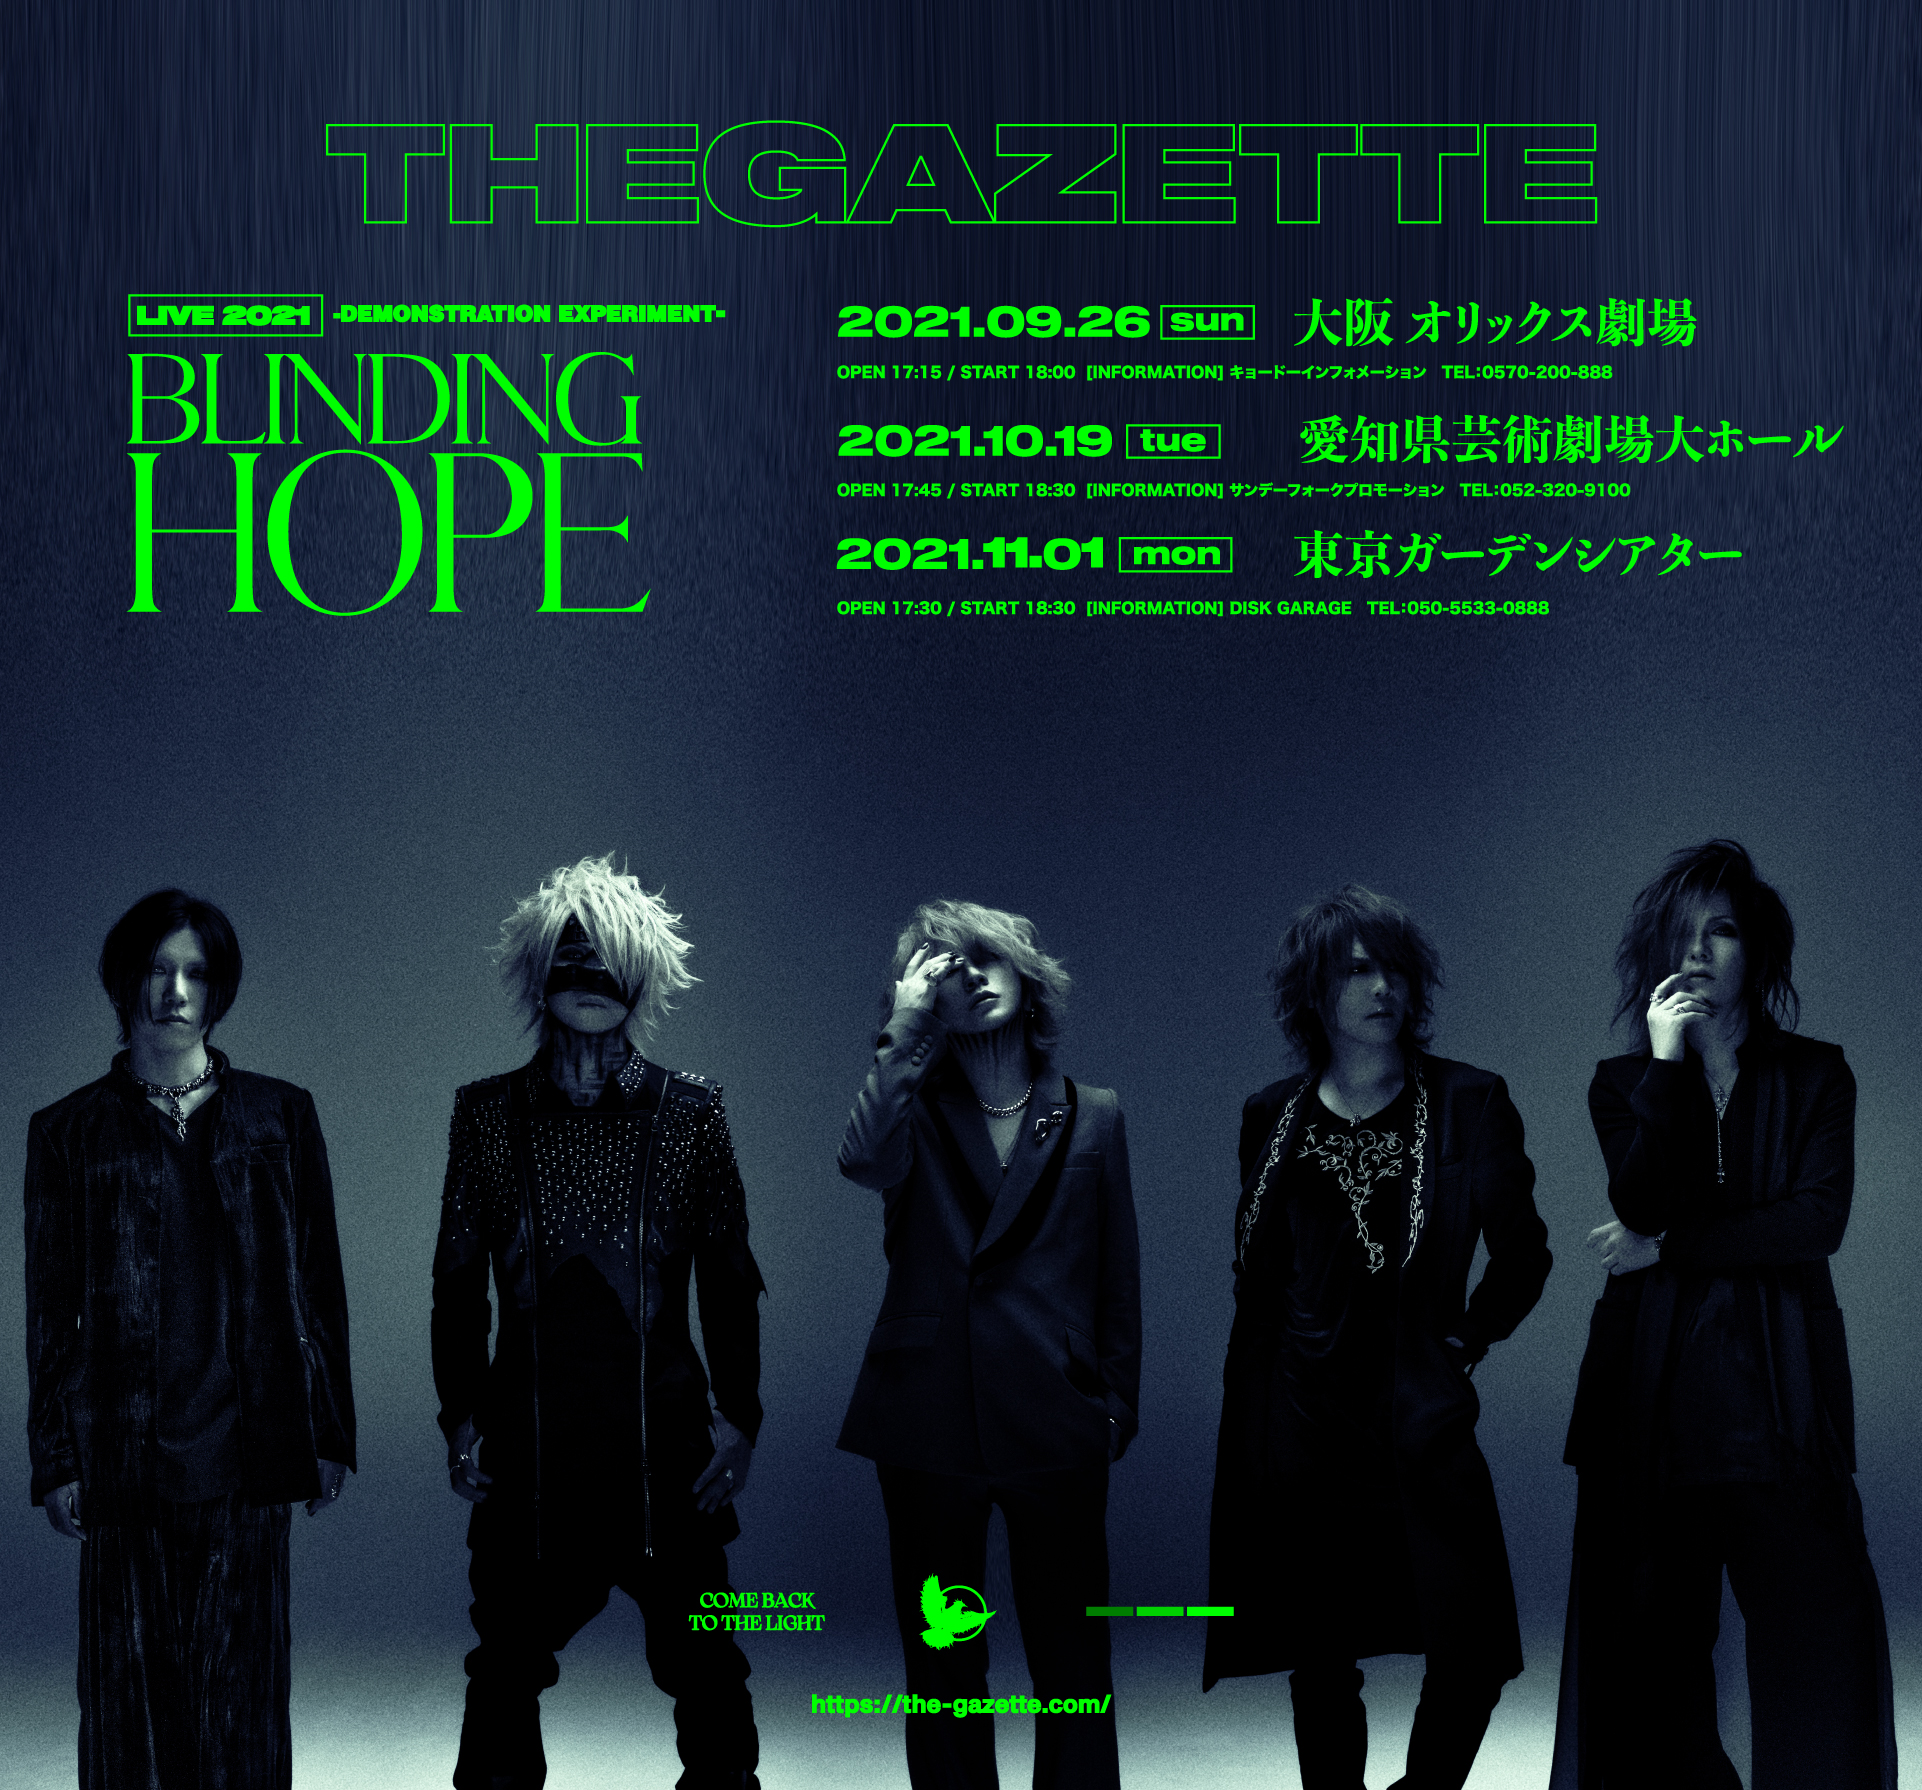 THEGAZETTE
LIVE 2021 -DEMONSTRATION EXPERIMENT-
BLINDING
HOPE
2021.09.26 sun 大阪 オリックス劇場
OPEN 17:15 / START 18:00 [INFORMATION] キョードーインフォメーション TEL:0570-200-888
2021.10.19 tue 愛知県芸術劇場大ホール
OPEN 17:45 / START 18:30 [INFORMATION] サンデーフォークプロモーション TEL:052-320-9100
2021.11.01 mon 東京ガーデンシアター
OPEN 17:30 / START 18:30 [INFORMATION] DISK GARAGE TEL:050-5533-0888
COME BACK
TO THE LIGHT
https://the-gazette.com/